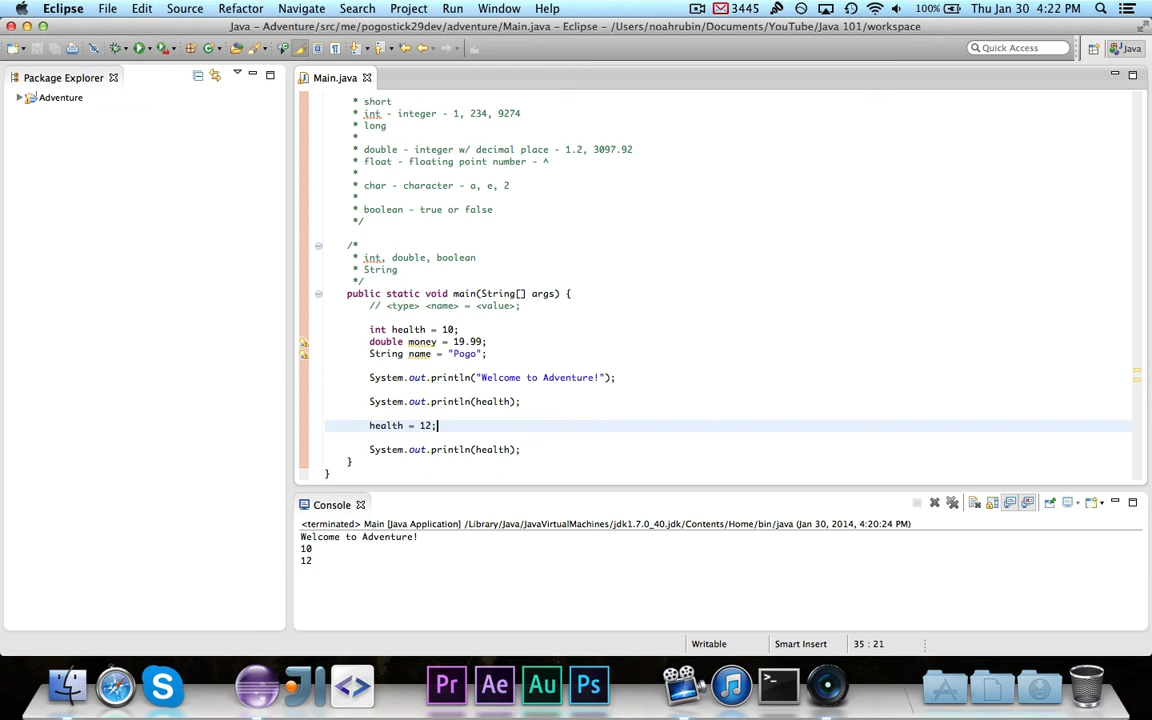 Eclipse File Edit Source Refactor Navigate Search Project Run Window Help 3445 100% Thu Jan 30 4:22 PM
Java - Adventure/src/me/pogostick29dev/adventure/Main.java - Eclipse - /Users/noahrubin/Documents/YouTube/Java 101/workspace
Quick Access Java
Package Explorer
Adventure
Main.java
* short
* int - integer - 1, 234, 9274
* long
*
* double - integer w/ decimal place - 1.2, 3097.92
* float - floating point number - ^
*
* char - character - a, e, 2
*
* boolean - true or false
*/
/*
* int, double, boolean
* String
*/
public static void main(String[] args) {
// <type> <name> = <value>;
int health = 10;
double money = 19.99;
String name = "Pogo";
System.out.println("Welcome to Adventure!");
System.out.println(health);
health = 12;
System.out.println(health);
}
}
Console
<terminated> Main [Java Application] /Library/Java/JavaVirtualMachines/jdk1.7.0_40.jdk/Contents/Home/bin/java (Jan 30, 2014, 4:20:24 PM)
Welcome to Adventure!
10
12
Writable Smart Insert 35 : 21
S Pr Ae Au Ps >_